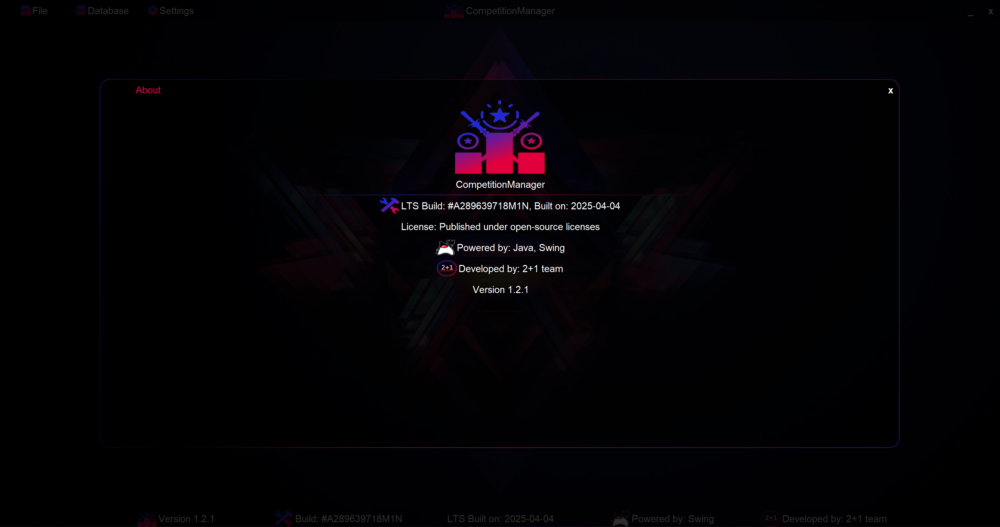 File Database Settings CompetitionManager _ x
About x
CompetitionManager
LTS Build: #A289639718M1N, Built on: 2025-04-04
License: Published under open-source licenses
Powered by: Java, Swing
2+1 Developed by: 2+1 team
Version 1.2.1
Version 1.2.1 Build: #A289639718M1N LTS Built on: 2025-04-04 Powered by: Swing 2+1 Developed by: 2+1 team